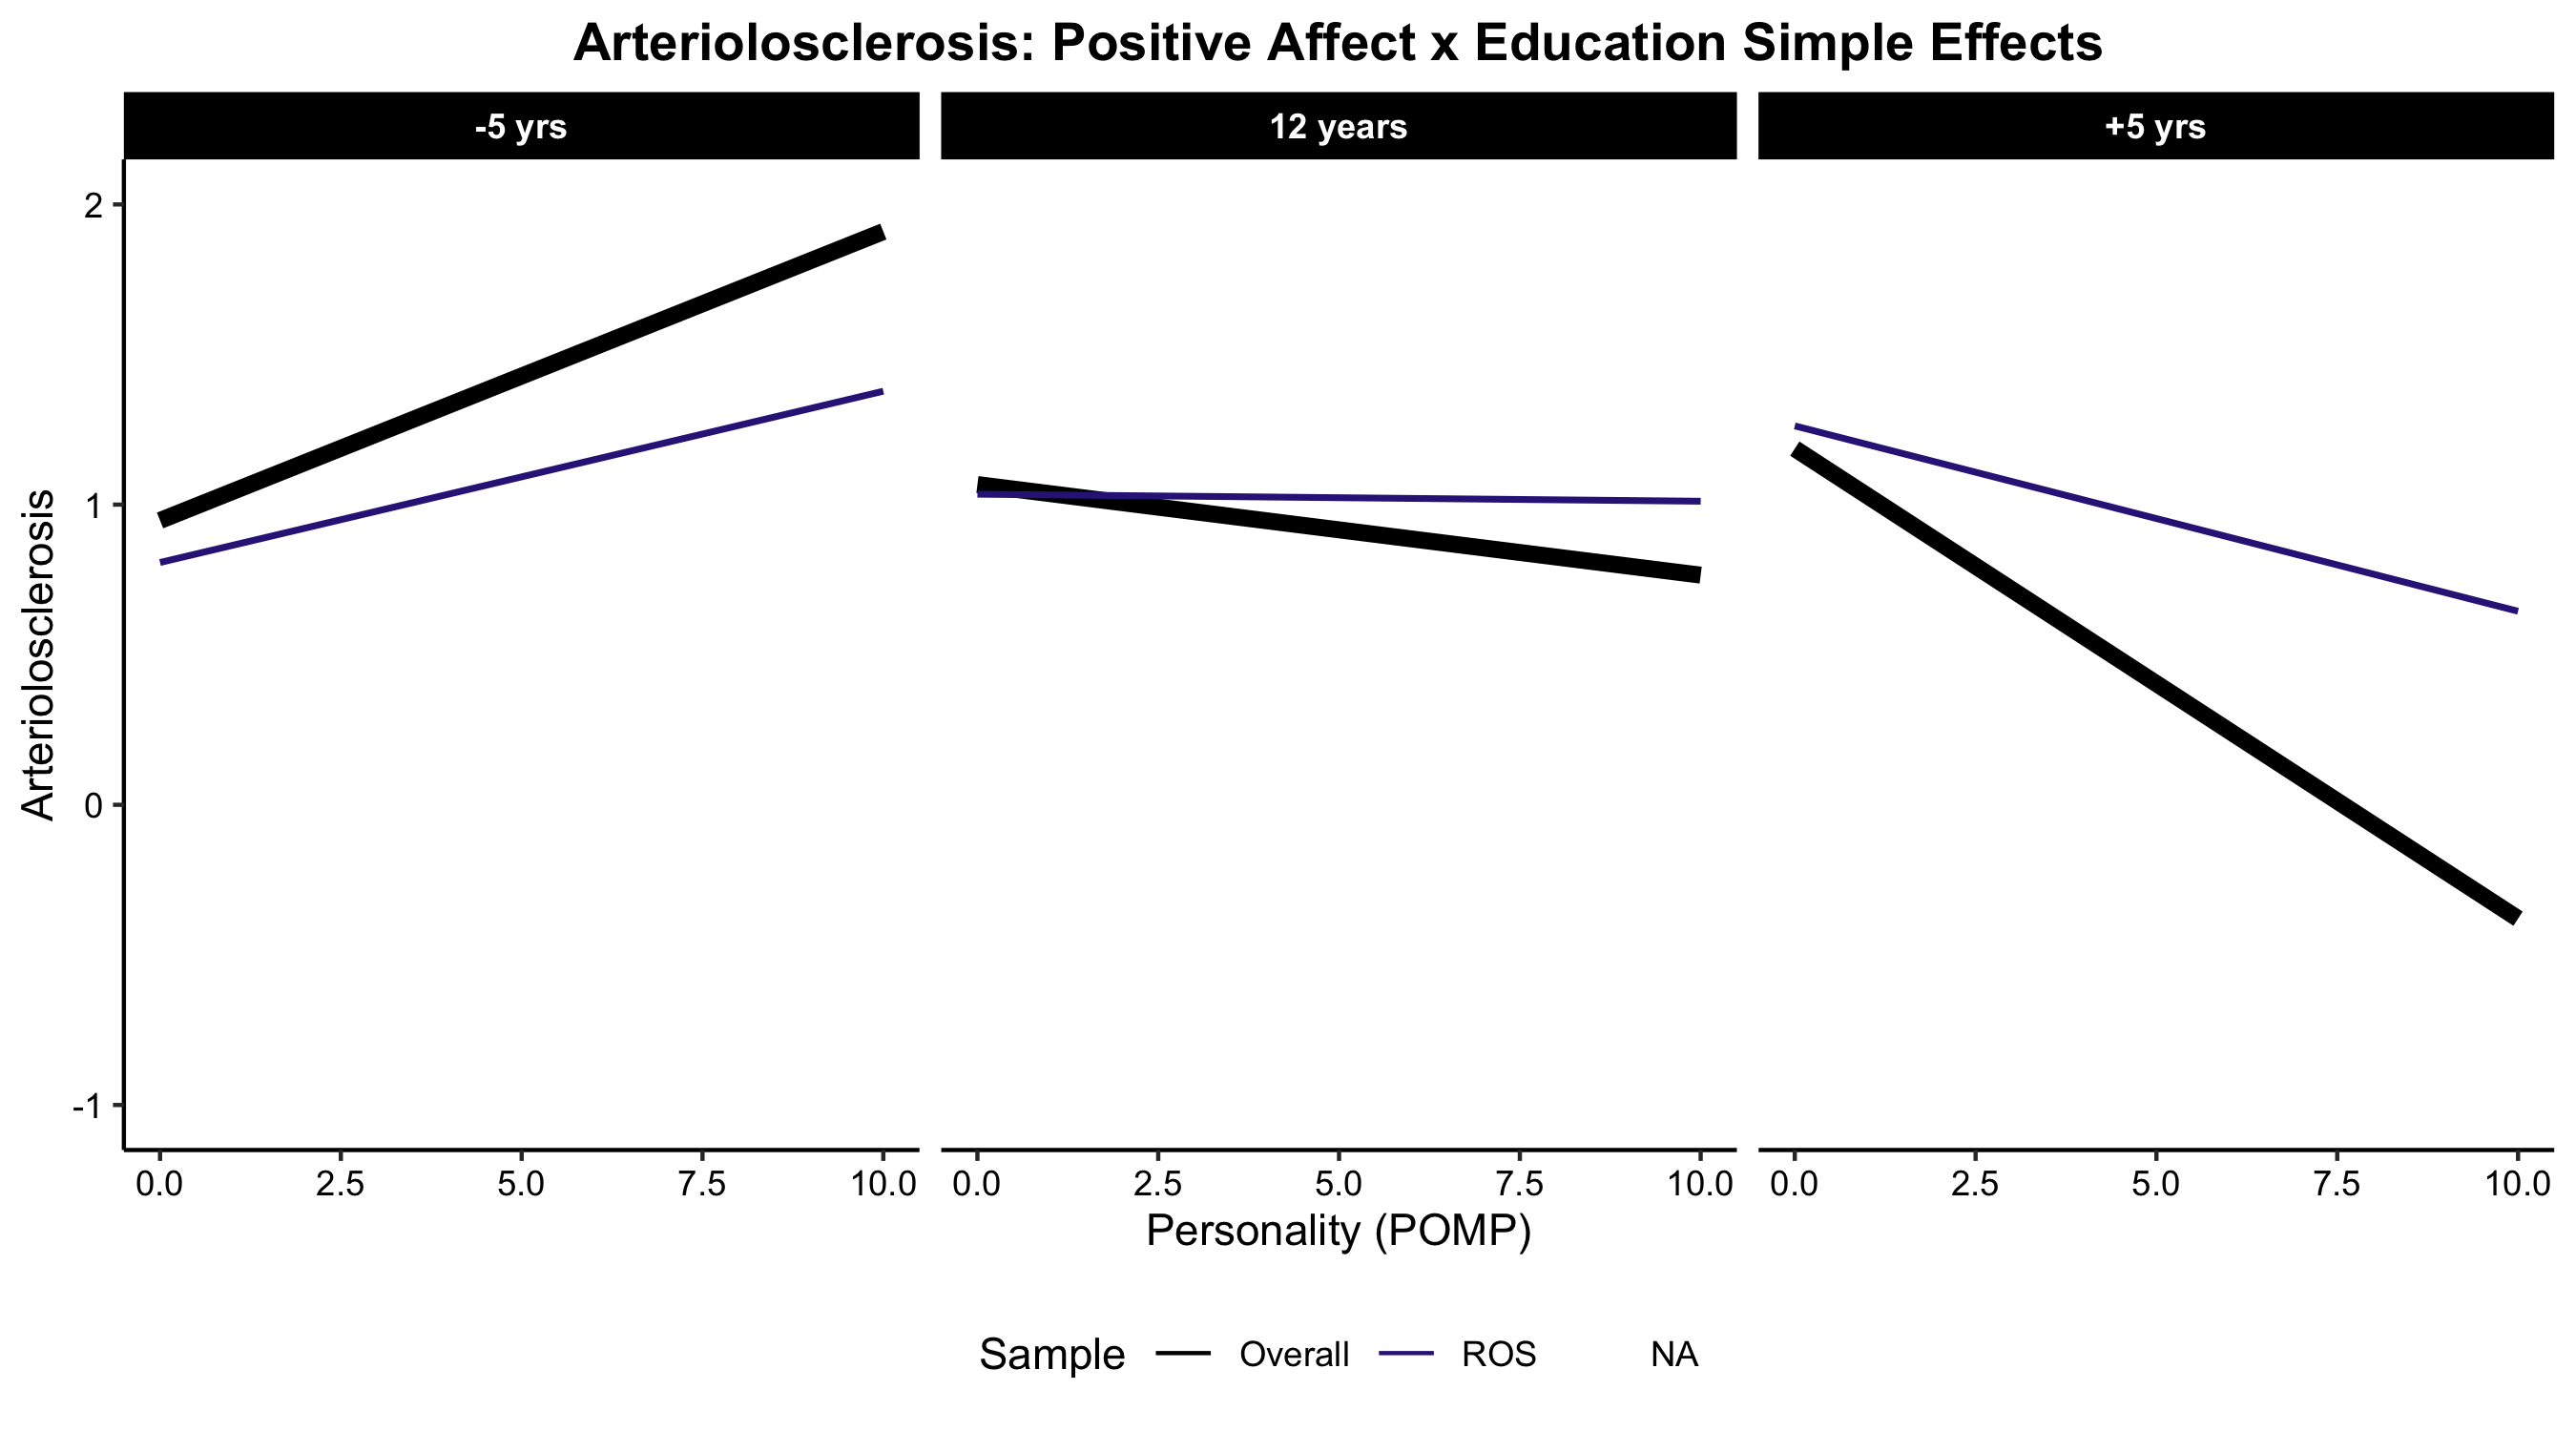 Arteriolosclerosis: Positive Affect x Education Simple Effects
-5 yrs
12 years
+5 yrs
Arteriolosclerosis
2
1
0
-1
0.0 2.5 5.0 7.5 10.0
0.0 2.5 5.0 7.5 10.0
0.0 2.5 5.0 7.5 10.0
Personality (POMP)
Sample Overall ROS NA